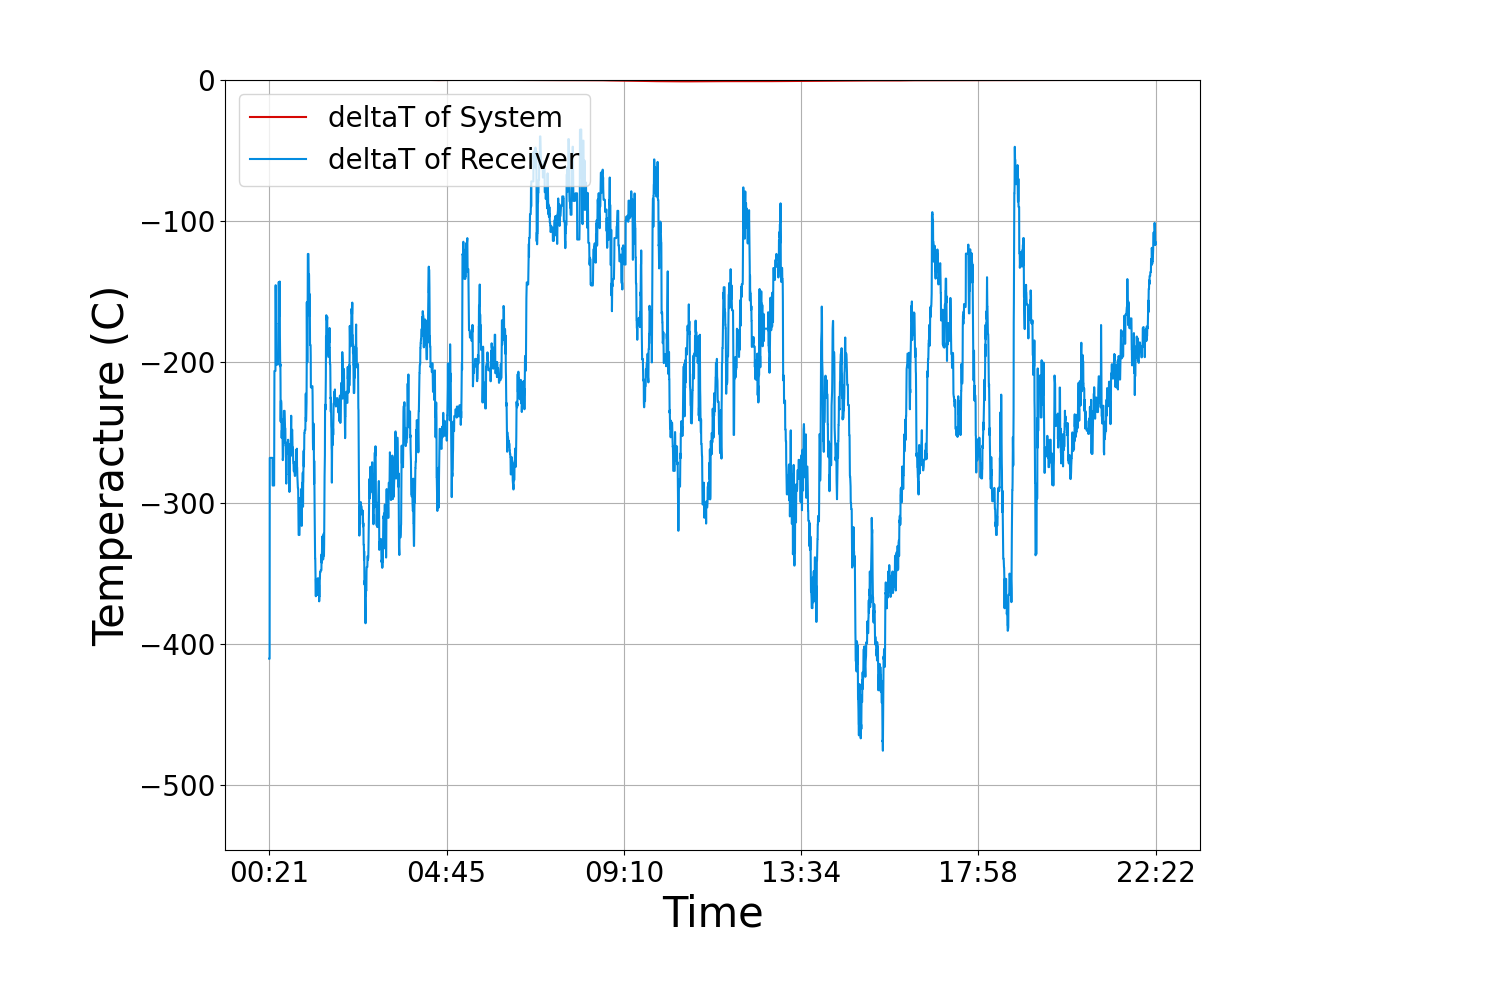 0
deltaT of System
deltaT of Receiver
−100
−200
−300
−400
−500
Temperacture (C)
00:21 04:45 09:10 13:34 17:58 22:22
Time